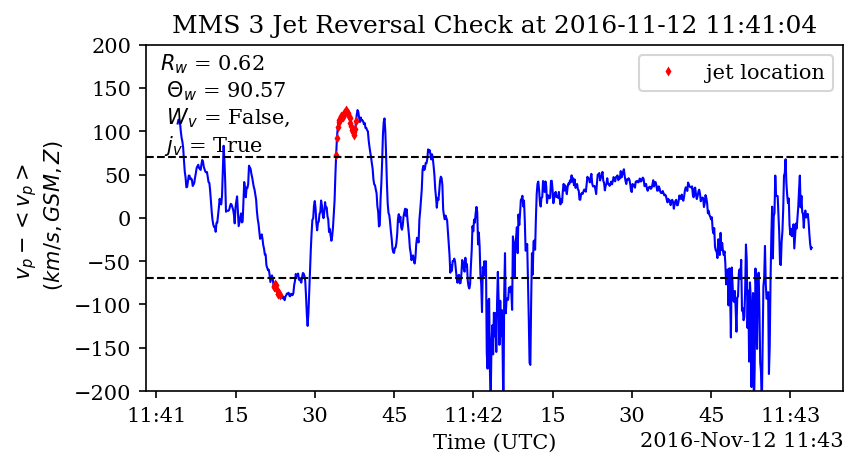 MMS 3 Jet Reversal Check at 2016-11-12 11:41:04
R_w = 0.62
Θ_w = 90.57
W_v = False,
j_v = True
jet location
v_p − < v_p >
(km/s, GSM, Z)
200
150
100
50
0
−50
−100
−150
−200
11:41 15 30 45 11:42 15 30 45 11:43
Time (UTC)
2016-Nov-12 11:43